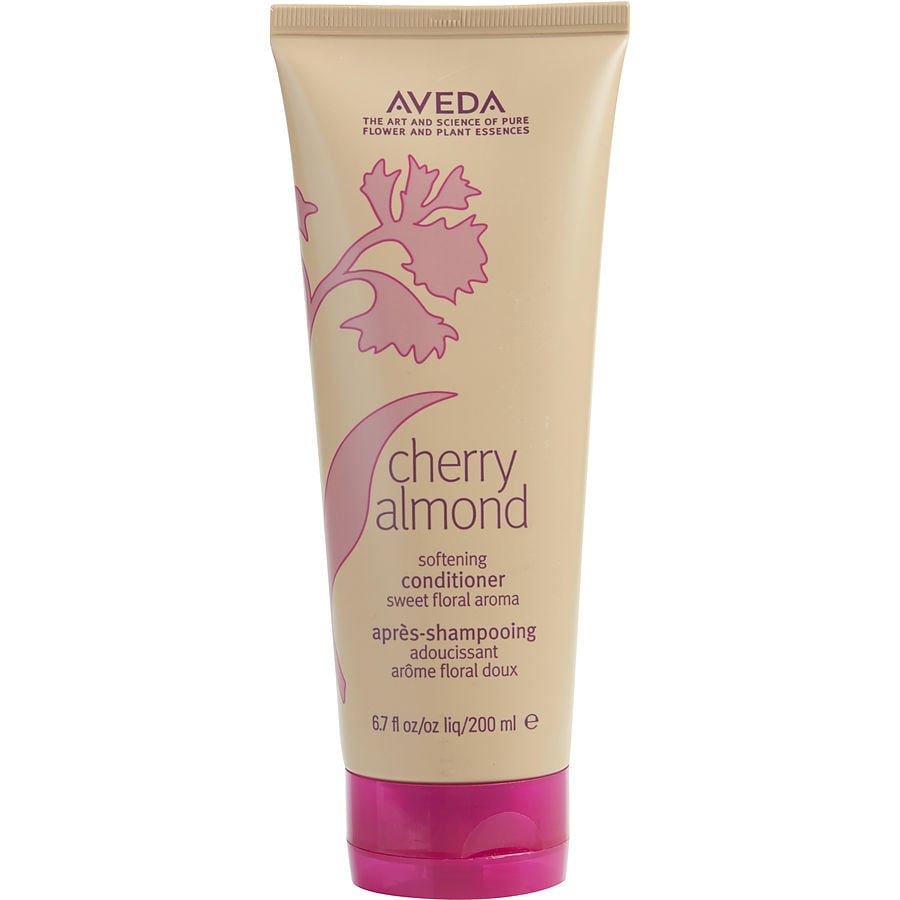 AVEDA
THE ART AND SCIENCE OF PURE
FLOWER AND PLANT ESSENCES
cherry
almond
softening
conditioner
sweet floral aroma
après-shampooing
adoucissant
arôme floral doux
6.7 fl oz/oz liq/200 ml ℮